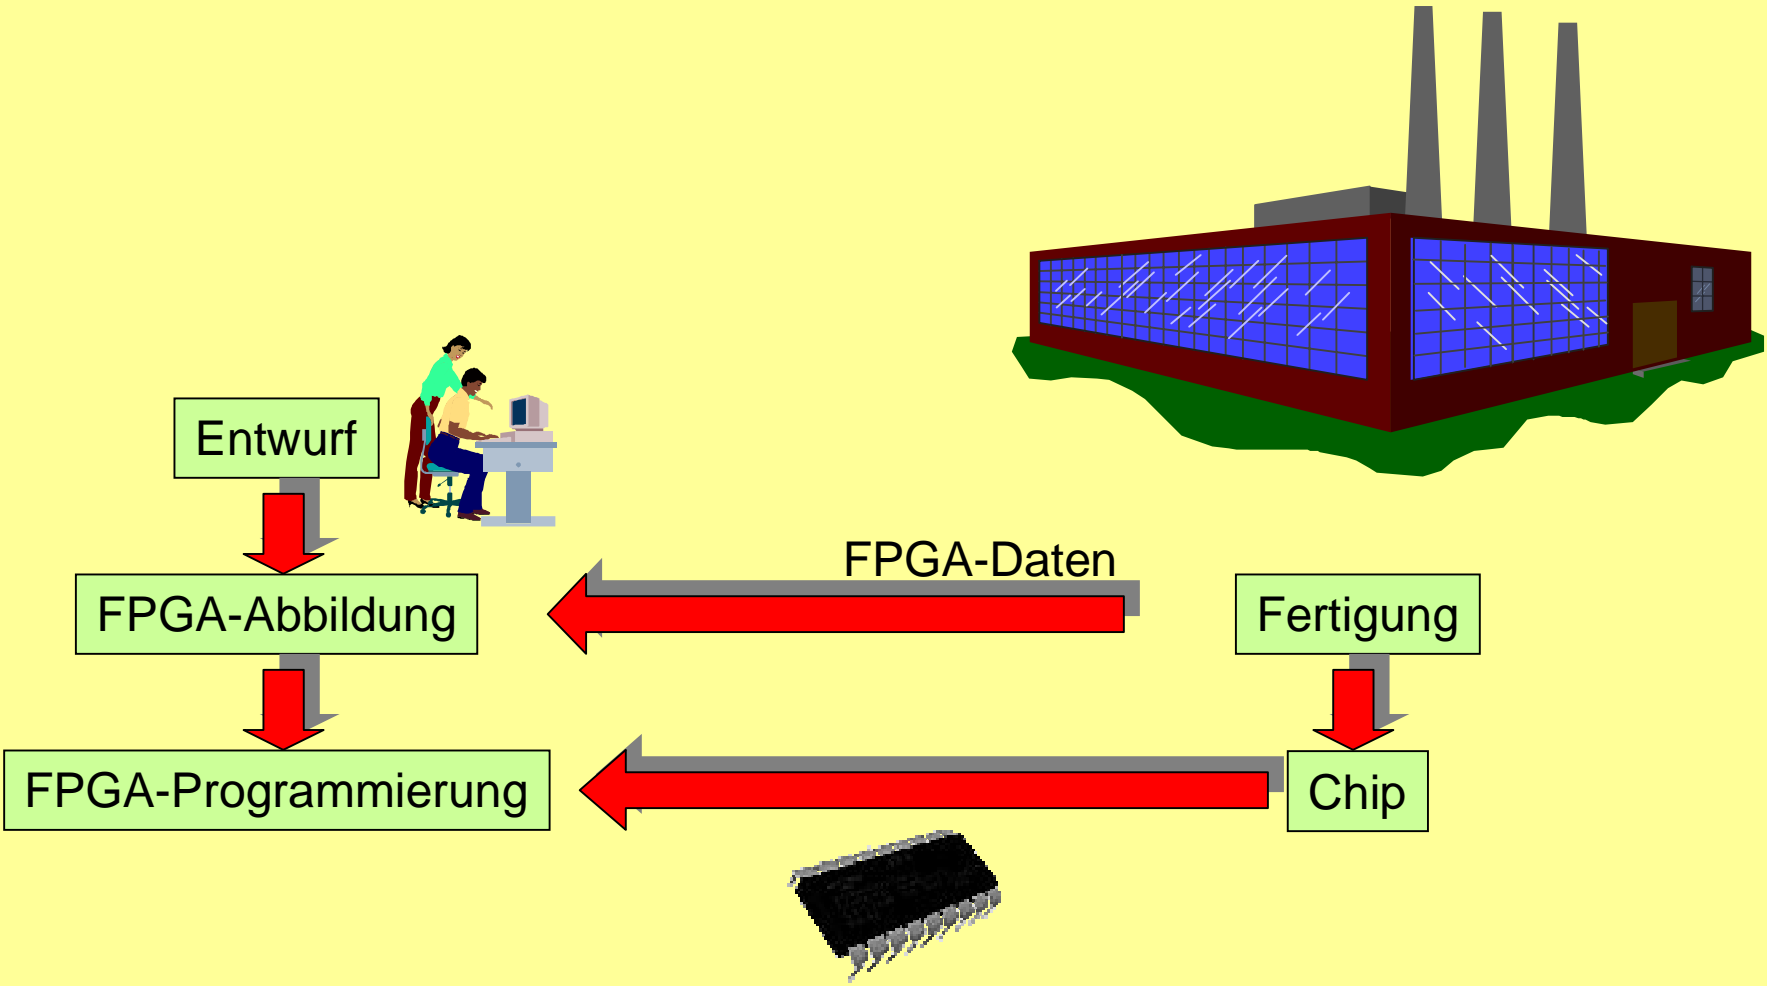 Entwurf
FPGA-Daten
FPGA-Abbildung
Fertigung
FPGA-Programmierung
Chip